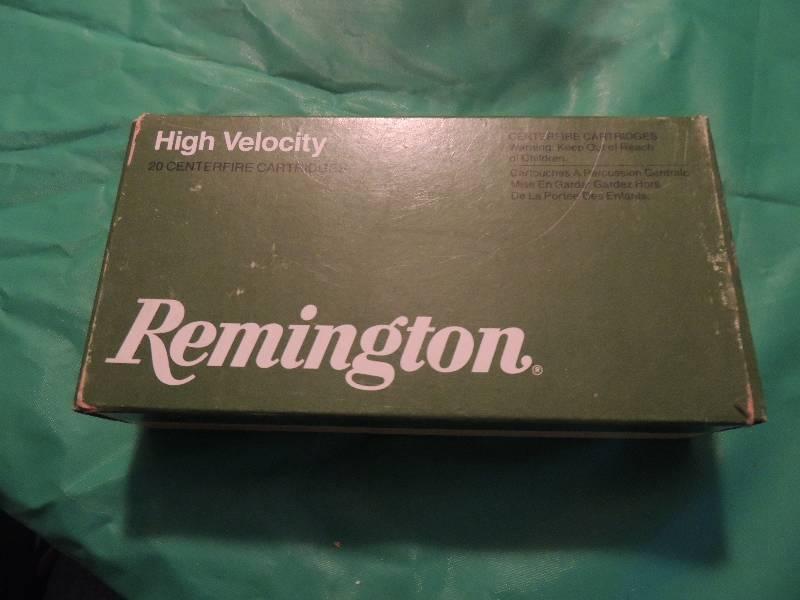 High Velocity
20 CENTERFIRE CARTRIDGES
CENTERFIRE CARTRIDGES
Warning: Keep Out of Reach
of Children.
Cartouches A Percussion Centrale
Mise En Garde: Gardez Hors
De La Portée Des Enfants.
Remington®